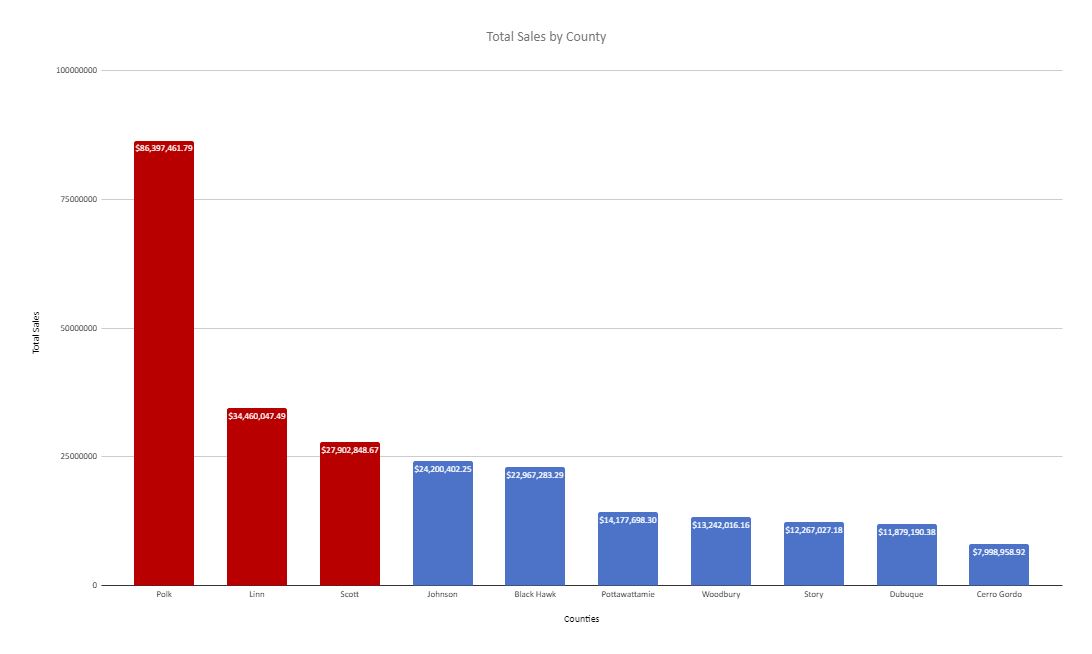 Total Sales by County
100000000
75000000
50000000
25000000
0
Total Sales
$86,397,461.79
$34,460,047.49
$27,902,848.67
$24,200,402.25
$22,967,283.29
$14,177,698.30
$13,242,016.16
$12,267,027.18
$11,879,190.38
$7,998,958.92
Polk
Linn
Scott
Johnson
Black Hawk
Pottawattamie
Woodbury
Story
Dubuque
Cerro Gordo
Counties